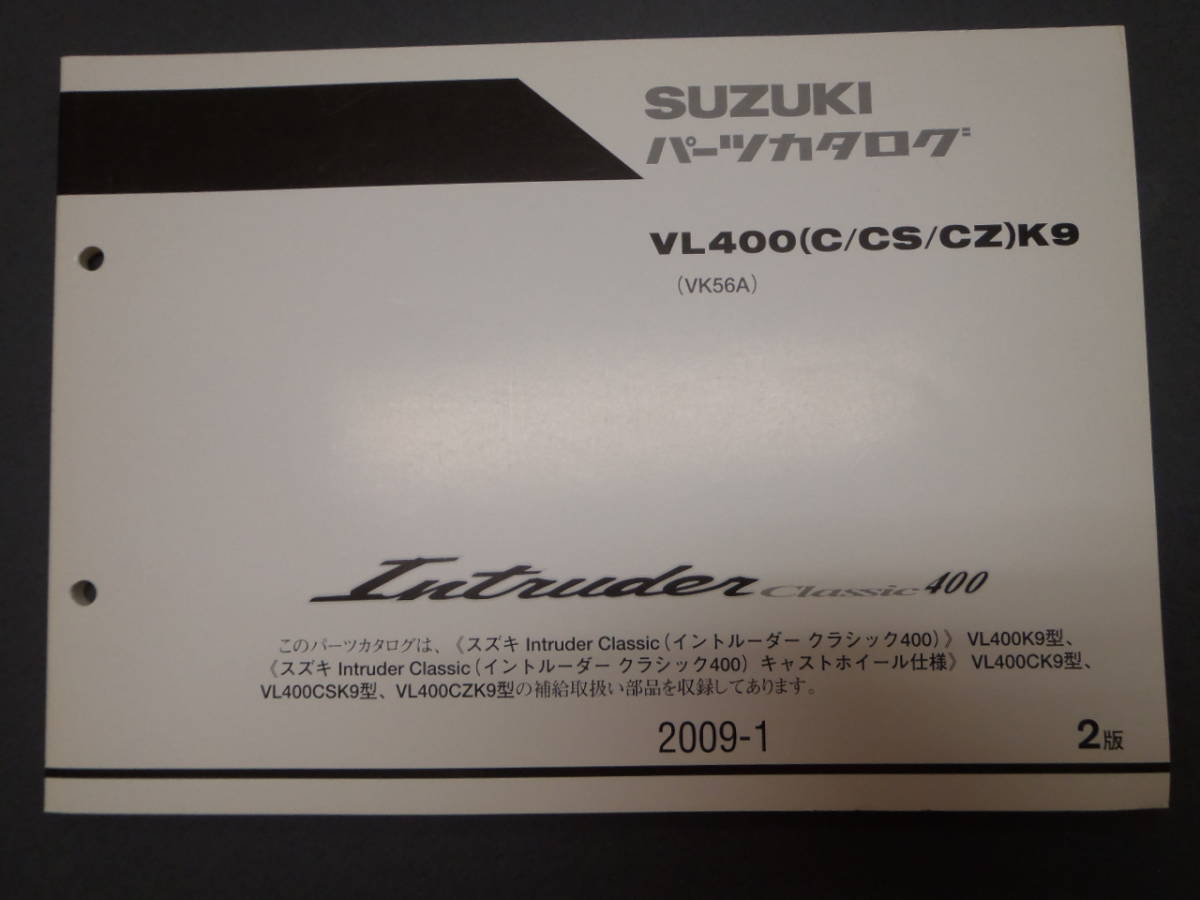 SUZUKI
パーツカタログ
VL400(C/CS/CZ)K9
(VK56A)
Intruder Classic 400
このパーツカタログは、《スズキ Intruder Classic（イントルーダー クラシック400）》 VL400K9型、
《スズキ Intruder Classic（イントルーダー クラシック400） キャストホイール仕様》 VL400CK9型、
VL400CSK9型、VL400CZK9型の補給取扱い部品を収録してあります。
2009-1 2版